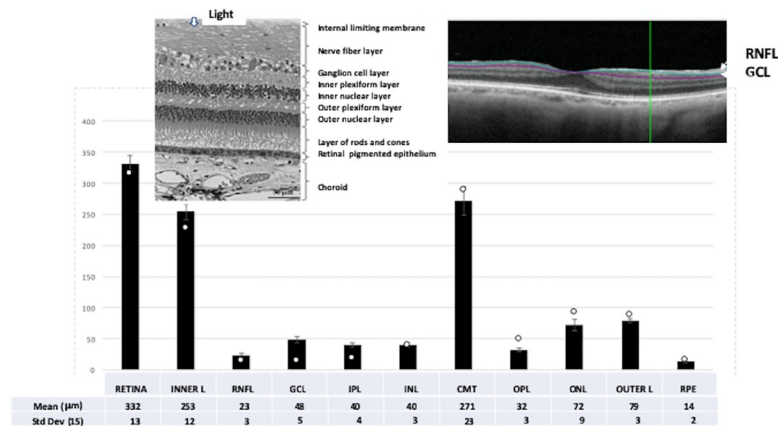 Light
Internal limiting membrane
Nerve fiber layer
Ganglion cell layer
Inner plexiform layer
Inner nuclear layer
Outer plexiform layer
Outer nuclear layer
Layer of rods and cones
Retinal pigmented epithelium
Choroid
RNFL
GCL
400
350
300
250
200
150
100
50
0
RETINA INNER L RNFL GCL IPL INL CMT OPL ONL OUTER L RPE
Mean (μm) 332 253 23 48 40 40 271 32 72 79 14
Std Dev (15) 13 12 3 5 4 3 23 3 9 3 2